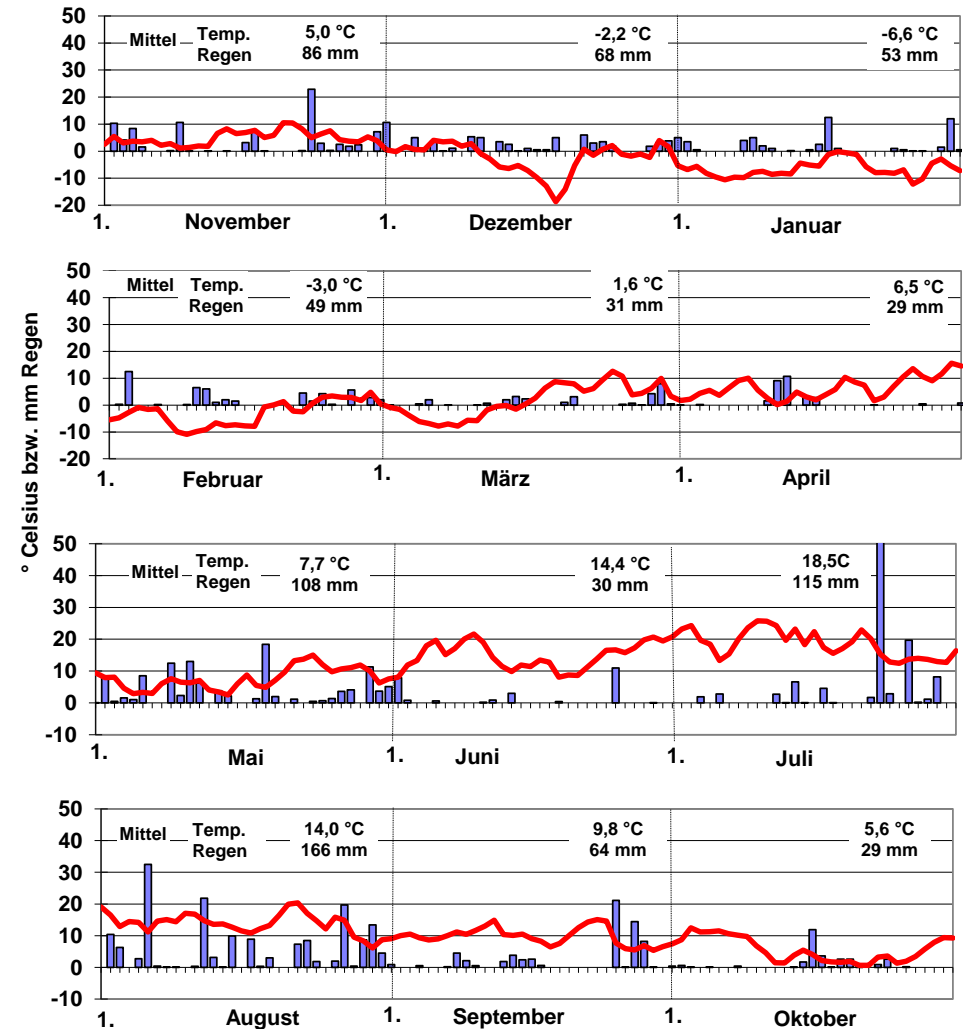 ° Celsius bzw. mm Regen
50
40
30
20
10
0
-10
-20
Mittel Temp. 5,0 °C -2,2 °C -6,6 °C
Regen 86 mm 68 mm 53 mm
1. November 1. Dezember 1. Januar
50
40
30
20
10
0
-10
-20
Mittel Temp. -3,0 °C 1,6 °C 6,5 °C
Regen 49 mm 31 mm 29 mm
1. Februar 1. März 1. April
50
40
30
20
10
0
-10
Mittel Temp. 7,7 °C 14,4 °C 18,5C
Regen 108 mm 30 mm 115 mm
1. Mai 1. Juni 1. Juli
50
40
30
20
10
0
-10
Mittel Temp. 14,0 °C 9,8 °C 5,6 °C
Regen 166 mm 64 mm 29 mm
1. August 1. September 1. Oktober